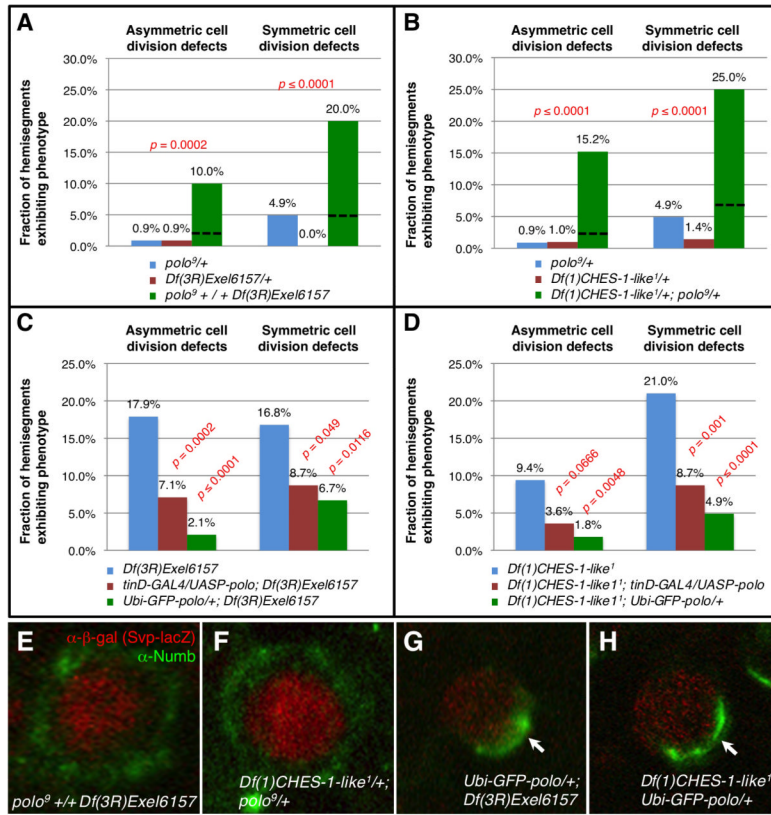 A
Asymmetric cell division defects
Symmetric cell division defects
Fraction of hemisegments exhibiting phenotype
30.0%
25.0%
20.0%
15.0%
10.0%
5.0%
0.0%
p = 0.0002
p ≤ 0.0001
0.9%
0.9%
10.0%
4.9%
0.0%
20.0%
polo⁹/+
Df(3R)Exel6157/+
polo⁹ + / + Df(3R)Exel6157
B
Asymmetric cell division defects
Symmetric cell division defects
Fraction of hemisegments exhibiting phenotype
30.0%
25.0%
20.0%
15.0%
10.0%
5.0%
0.0%
p ≤ 0.0001
p ≤ 0.0001
0.9%
1.0%
15.2%
4.9%
1.4%
25.0%
polo⁹/+
Df(1)CHES-1-like¹/+
Df(1)CHES-1-like¹/+; polo⁹/+
C
Asymmetric cell division defects
Symmetric cell division defects
Fraction of hemisegments exhibiting phenotype
25.0%
20.0%
15.0%
10.0%
5.0%
0.0%
17.9%
p = 0.0002
7.1%
p ≤ 0.0001
2.1%
16.8%
p = 0.049
8.7%
p = 0.0116
6.7%
Df(3R)Exel6157
tinD-GAL4/UASP-polo; Df(3R)Exel6157
Ubi-GFP-polo/+; Df(3R)Exel6157
D
Asymmetric cell division defects
Symmetric cell division defects
Fraction of hemisegments exhibiting phenotype
25.0%
20.0%
15.0%
10.0%
5.0%
0.0%
9.4%
p = 0.0666
3.6%
p = 0.0048
1.8%
21.0%
p = 0.001
8.7%
p ≤ 0.0001
4.9%
Df(1)CHES-1-like¹
Df(1)CHES-1-like1¹; tinD-GAL4/UASP-polo
Df(1)CHES-1-like1¹; Ubi-GFP-polo/+
E
α-β-gal (Svp-lacZ)
α-Numb
polo⁹ +/+ Df(3R)Exel6157
F
Df(1)CHES-1-like¹/+;
polo⁹/+
G
Ubi-GFP-polo/+;
Df(3R)Exel6157
H
Df(1)CHES-1-like¹
Ubi-GFP-polo/+